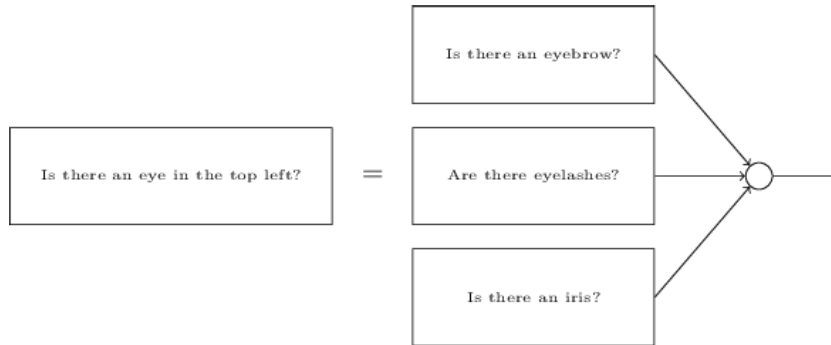 Is there an eyebrow?
Is there an eye in the top left?
=
Are there eyelashes?
Is there an iris?